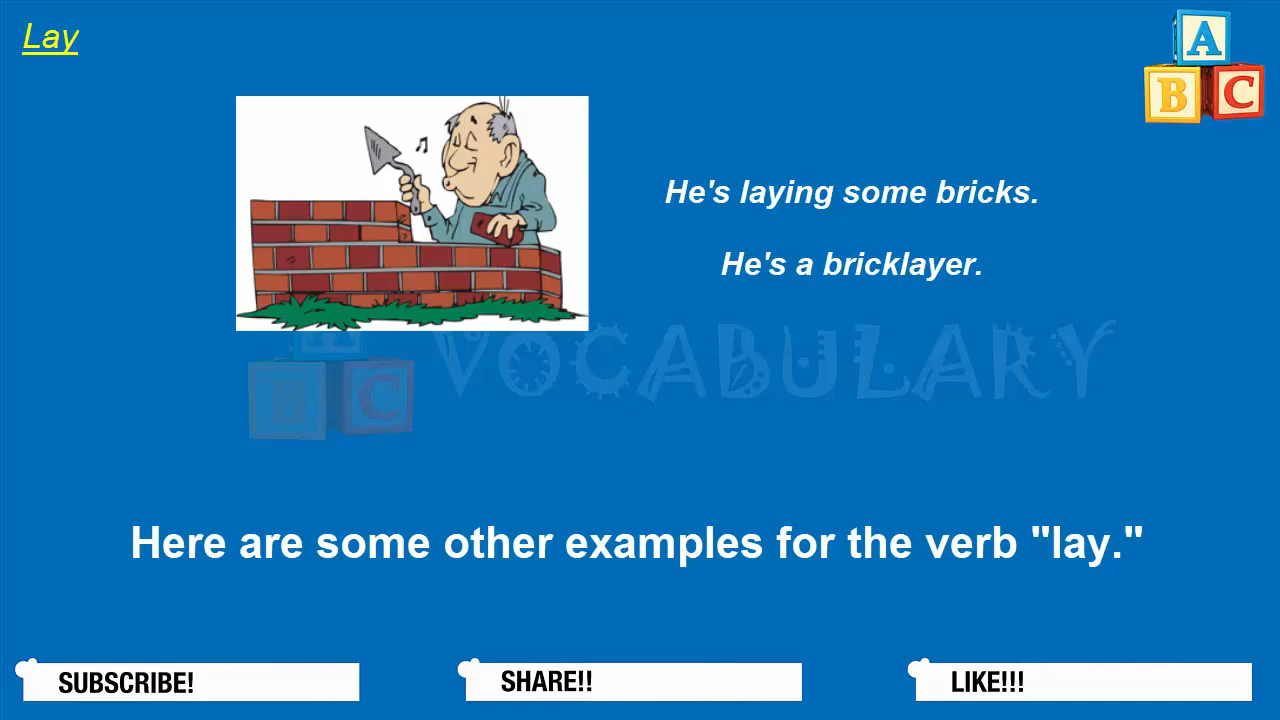 Lay
A
B C
He's laying some bricks.
He's a bricklayer.
A
B C
VOCABULARY
Here are some other examples for the verb "lay."
SUBSCRIBE!
SHARE!!
LIKE!!!